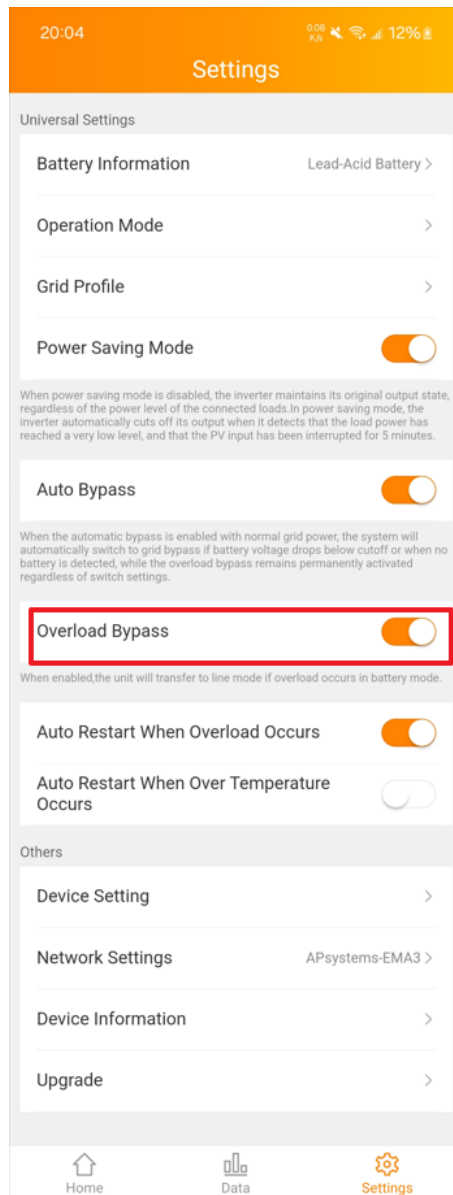 20:04
0.08 K/s 12%
Settings
Universal Settings
Battery Information Lead-Acid Battery >
Operation Mode >
Grid Profile >
Power Saving Mode
When power saving mode is disabled, the inverter maintains its original output state,
regardless of the power level of the connected loads.In power saving mode, the
inverter automatically cuts off its output when it detects that the load power has
reached a very low level, and that the PV input has been interrupted for 5 minutes.
Auto Bypass
When the automatic bypass is enabled with normal grid power, the system will
automatically switch to grid bypass if battery voltage drops below cutoff or when no
battery is detected, while the overload bypass remains permanently activated
regardless of switch settings.
Overload Bypass
When enabled,the unit will transfer to line mode if overload occurs in battery mode.
Auto Restart When Overload Occurs
Auto Restart When Over Temperature
Occurs
Others
Device Setting >
Network Settings APsystems-EMA3 >
Device Information >
Upgrade >
Home Data Settings